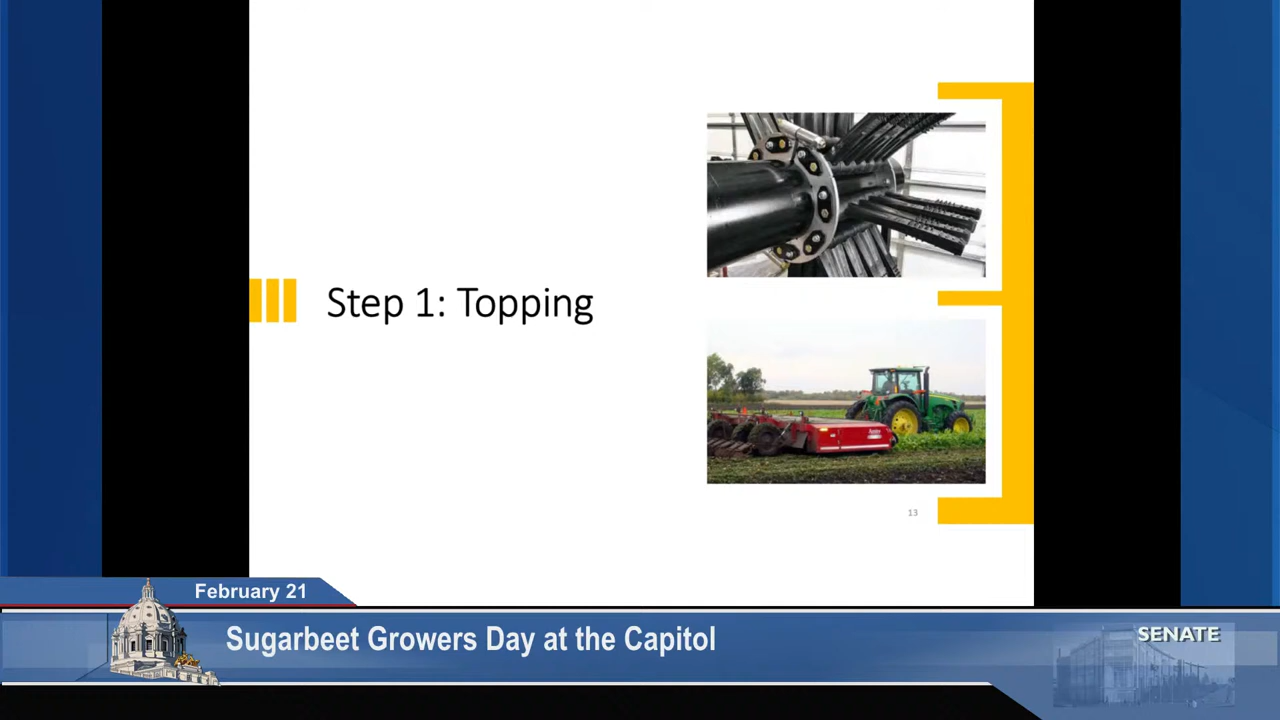 Step 1: Topping
13
February 21
Sugarbeet Growers Day at the Capitol
SENATE